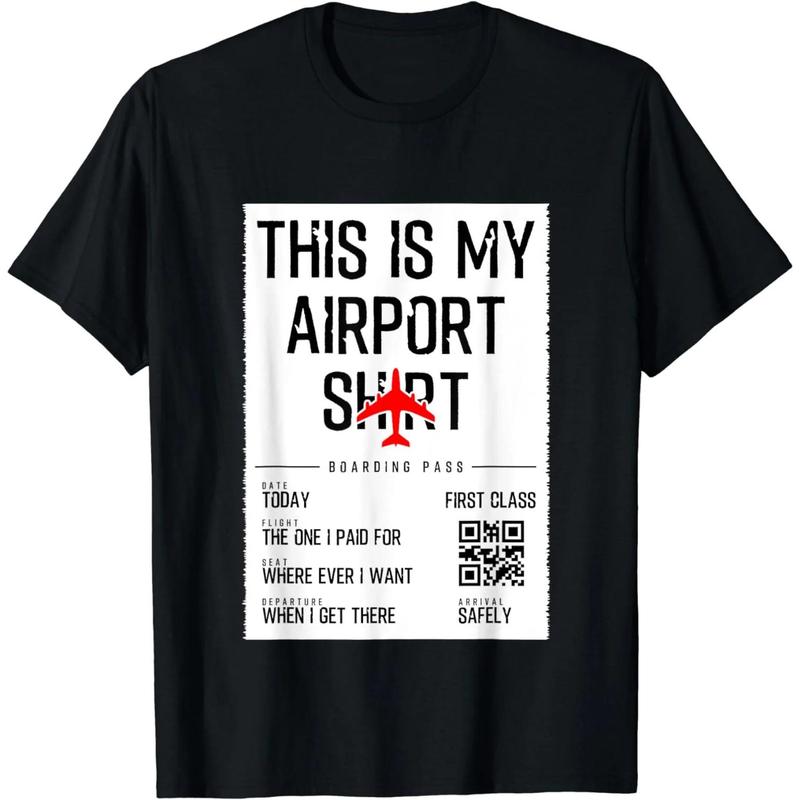 THIS IS MY
AIRPORT
SHIRT
BOARDING PASS
DATE
TODAY
FIRST CLASS
FLIGHT
THE ONE I PAID FOR
SEAT
WHERE EVER I WANT
DEPARTURE
WHEN I GET THERE
ARRIVAL
SAFELY